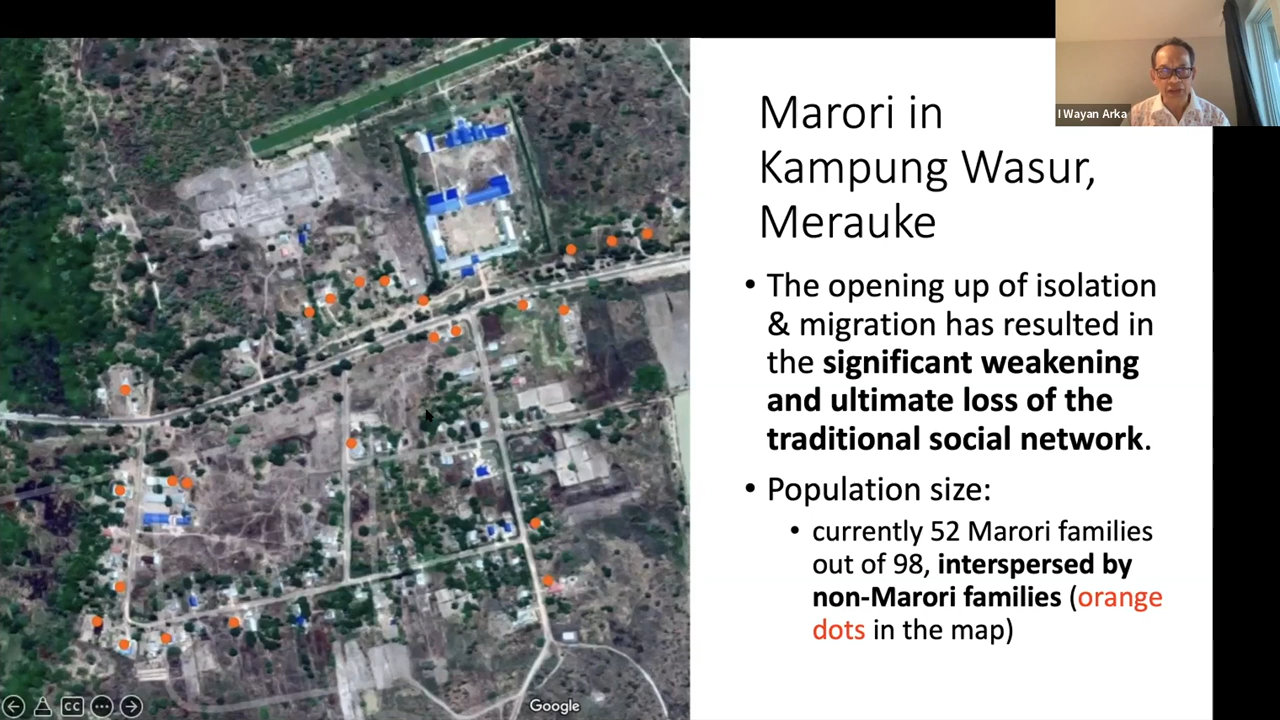 I Wayan Arka
Marori in
Kampung Wasur,
Merauke
• The opening up of isolation
& migration has resulted in
the significant weakening
and ultimate loss of the
traditional social network.
• Population size:
• currently 52 Marori families
out of 98, interspersed by
non-Marori families (orange
dots in the map)
CC
Google